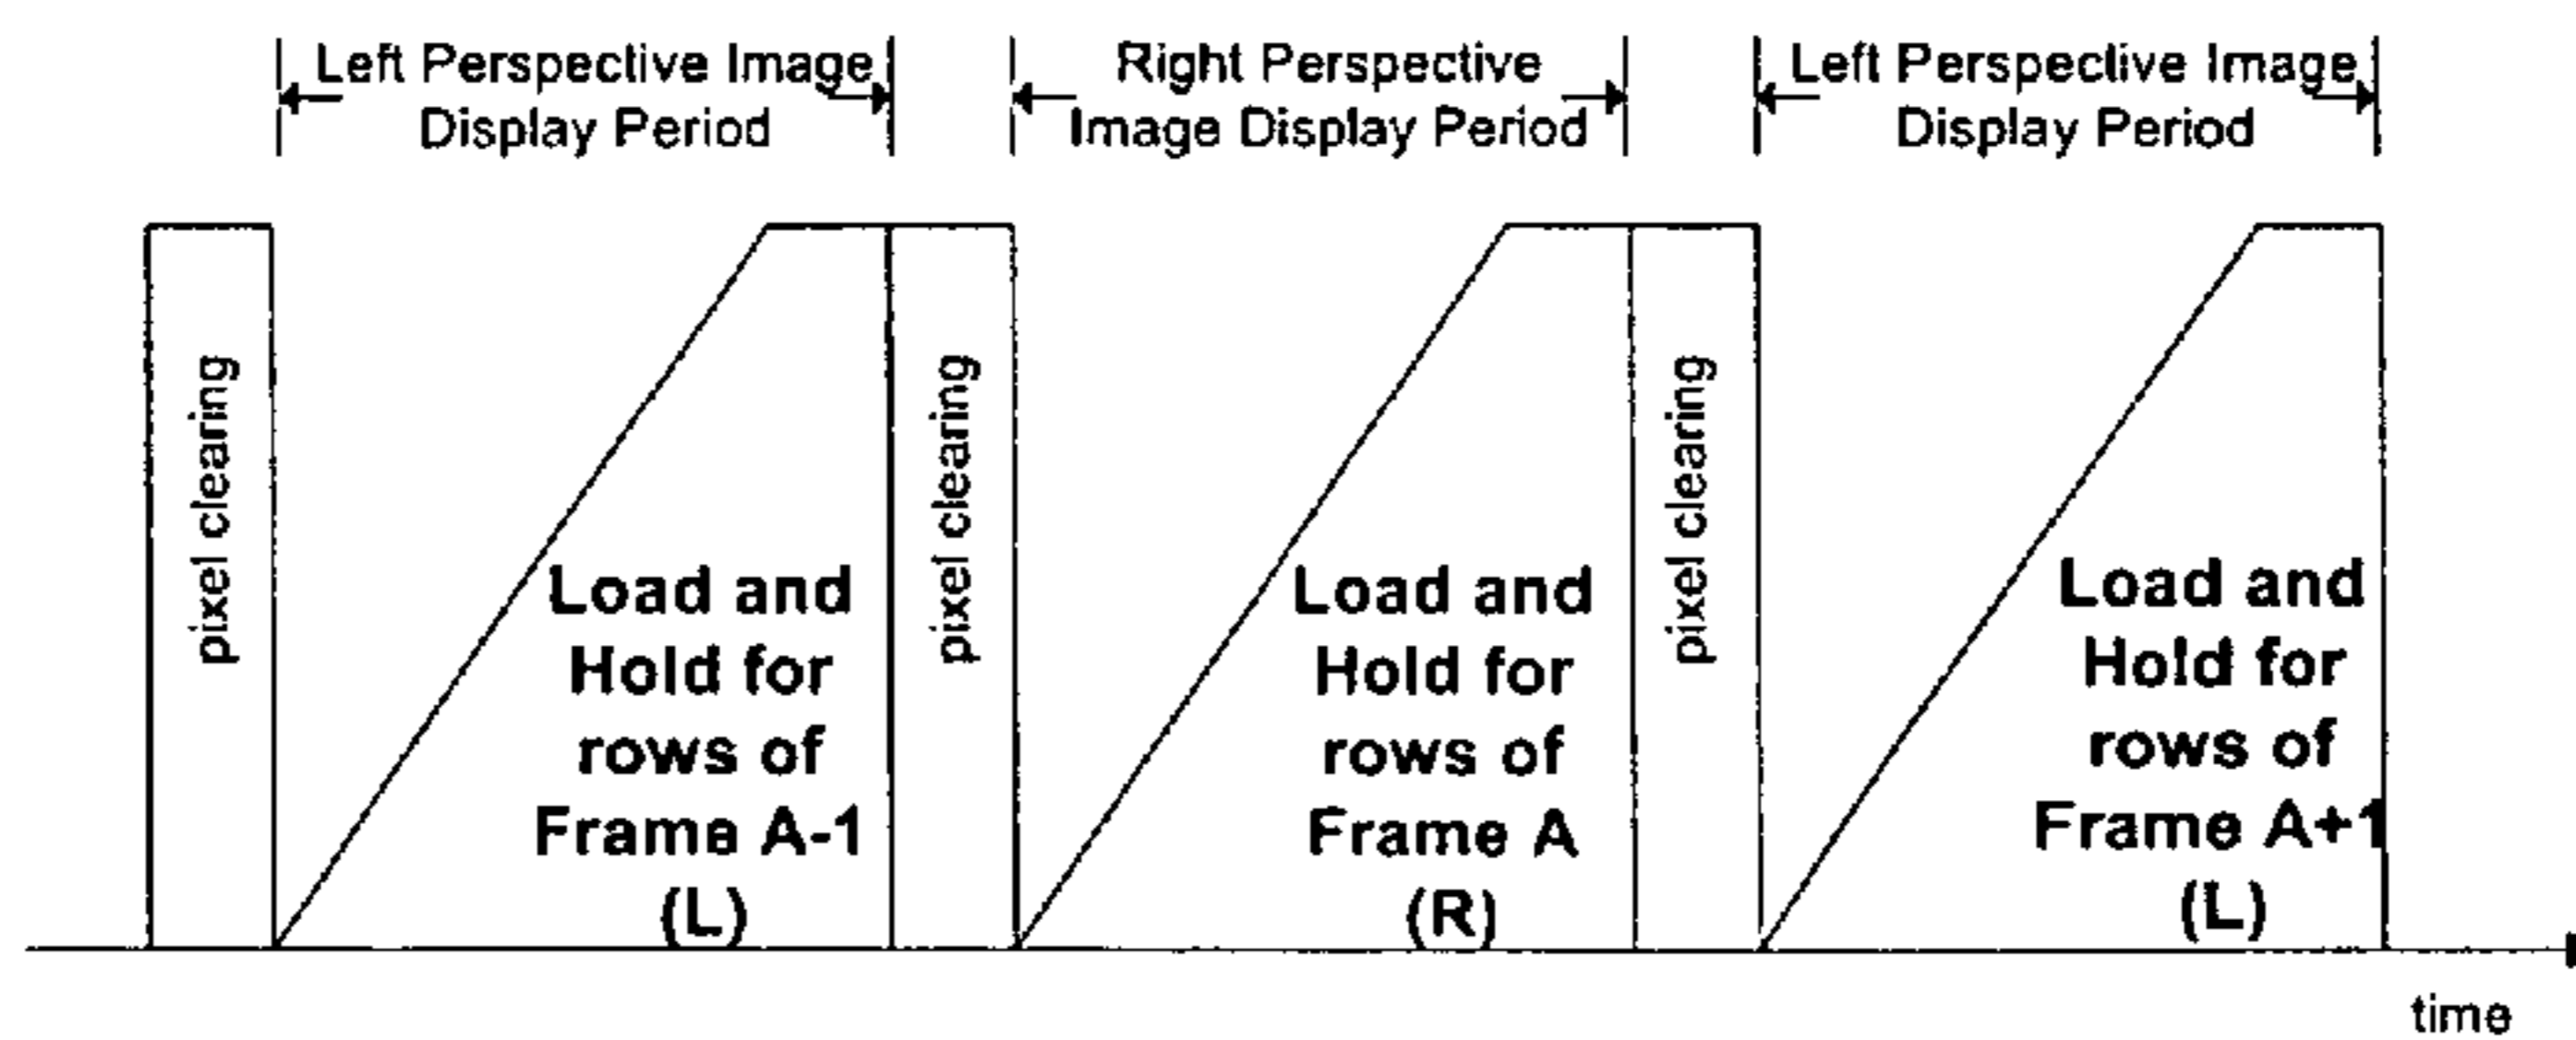 Left Perspective Image
Display Period
Right Perspective
Image Display Period
Left Perspective Image
Display Period
pixel clearing
Load and
Hold for
rows of
Frame A-1
(L)
pixel clearing
Load and
Hold for
rows of
Frame A
(R)
pixel clearing
Load and
Hold for
rows of
Frame A+1
(L)
time